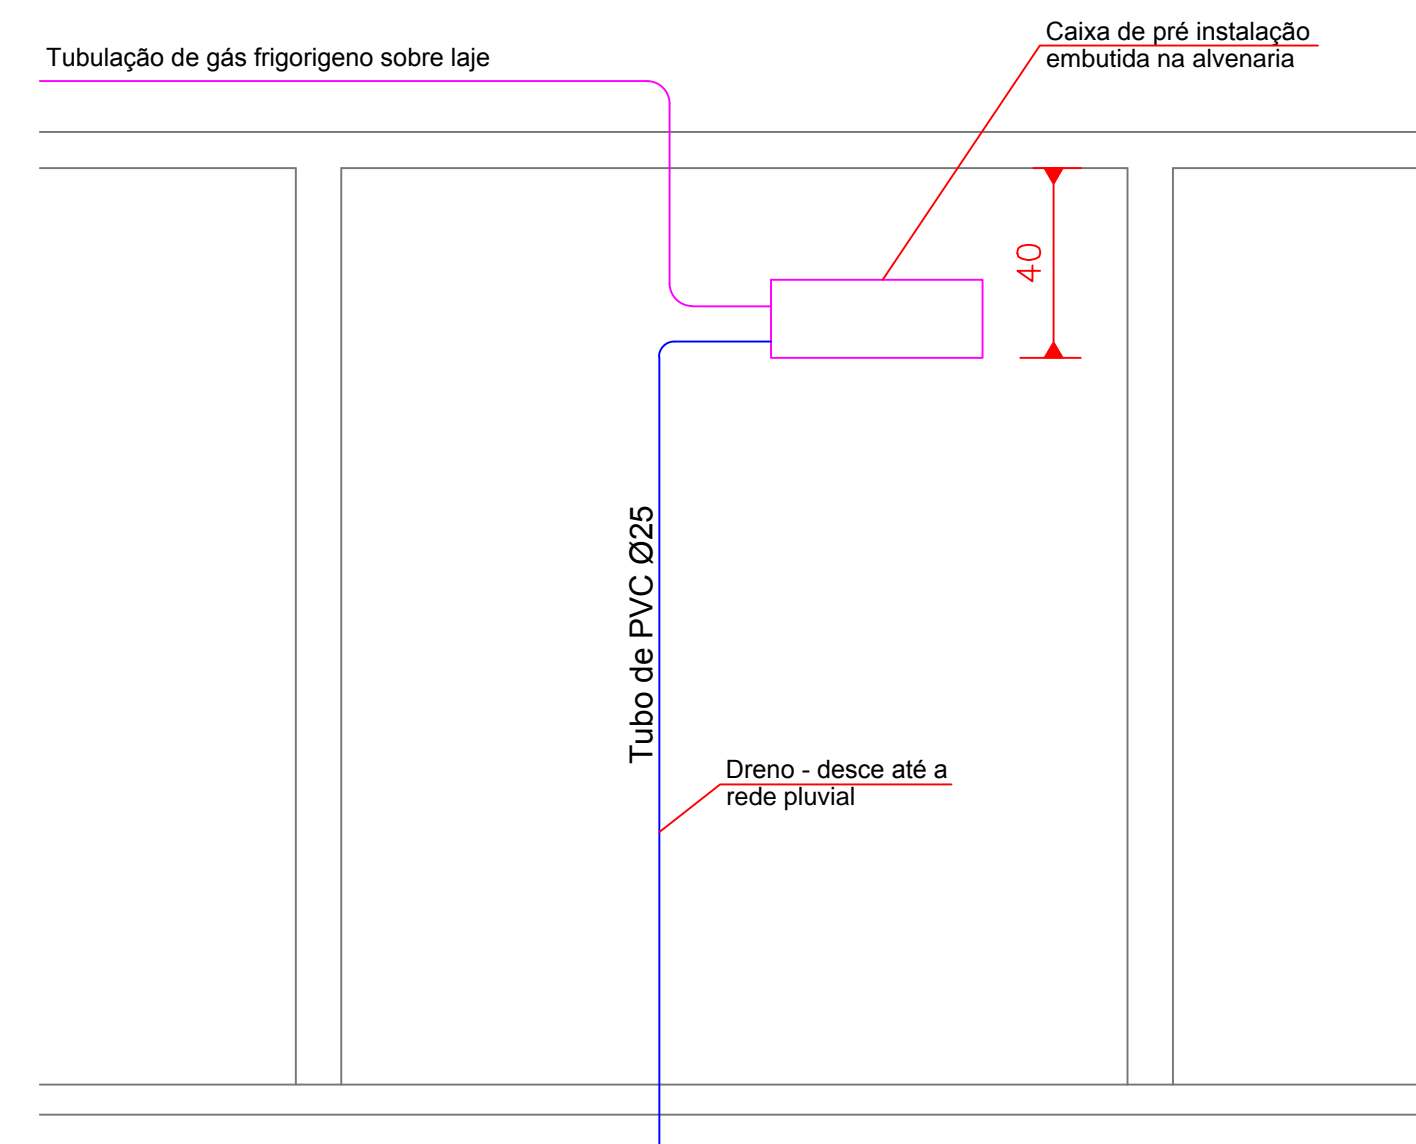 Tubulação de gás frigorigeno sobre laje
Caixa de pré instalação
embutida na alvenaria
40
Tubo de PVC Ø25
Dreno - desce até a
rede pluvial